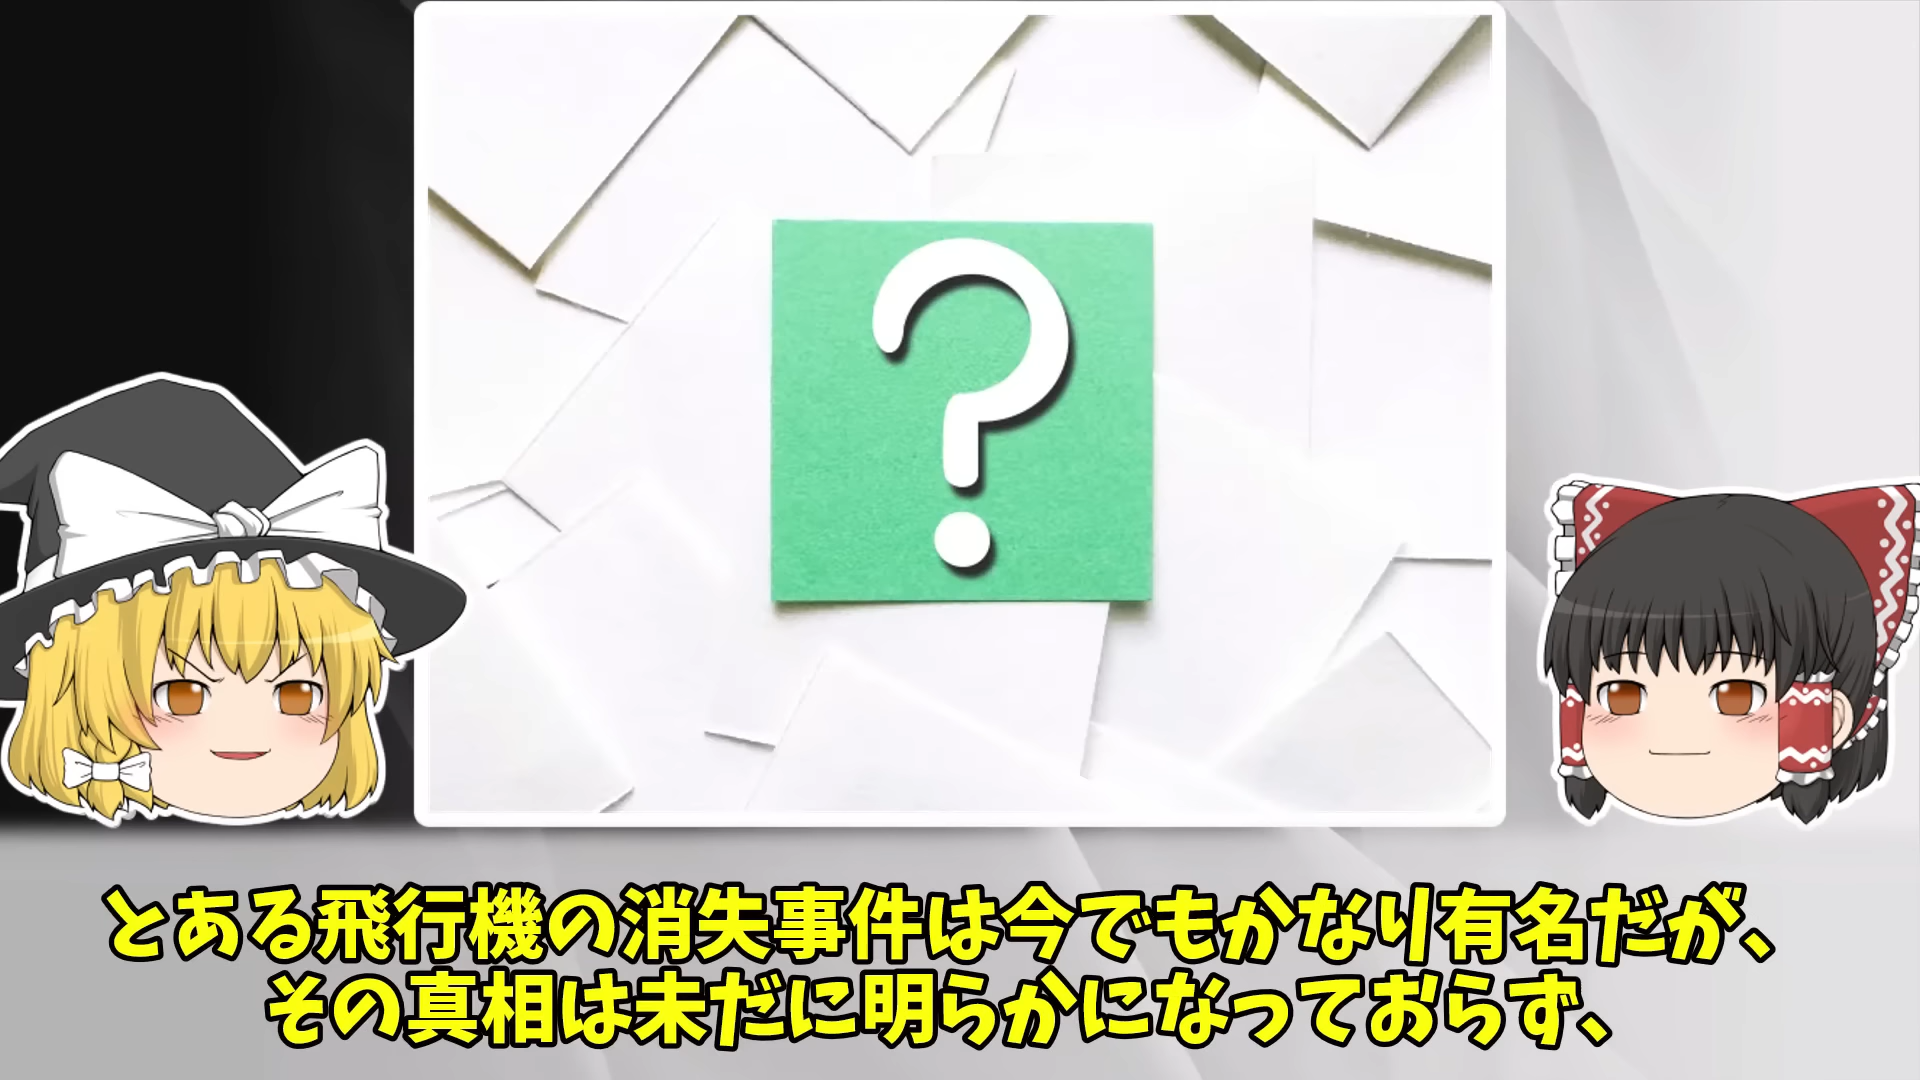 ?
とある飛行機の消失事件は今でもかなり有名だが、
その真相は未だに明らかになっておらず、